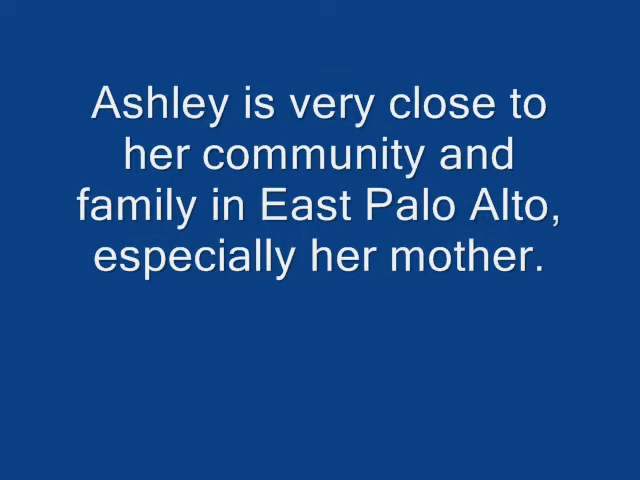 Ashley is very close to
her community and
family in East Palo Alto,
especially her mother.